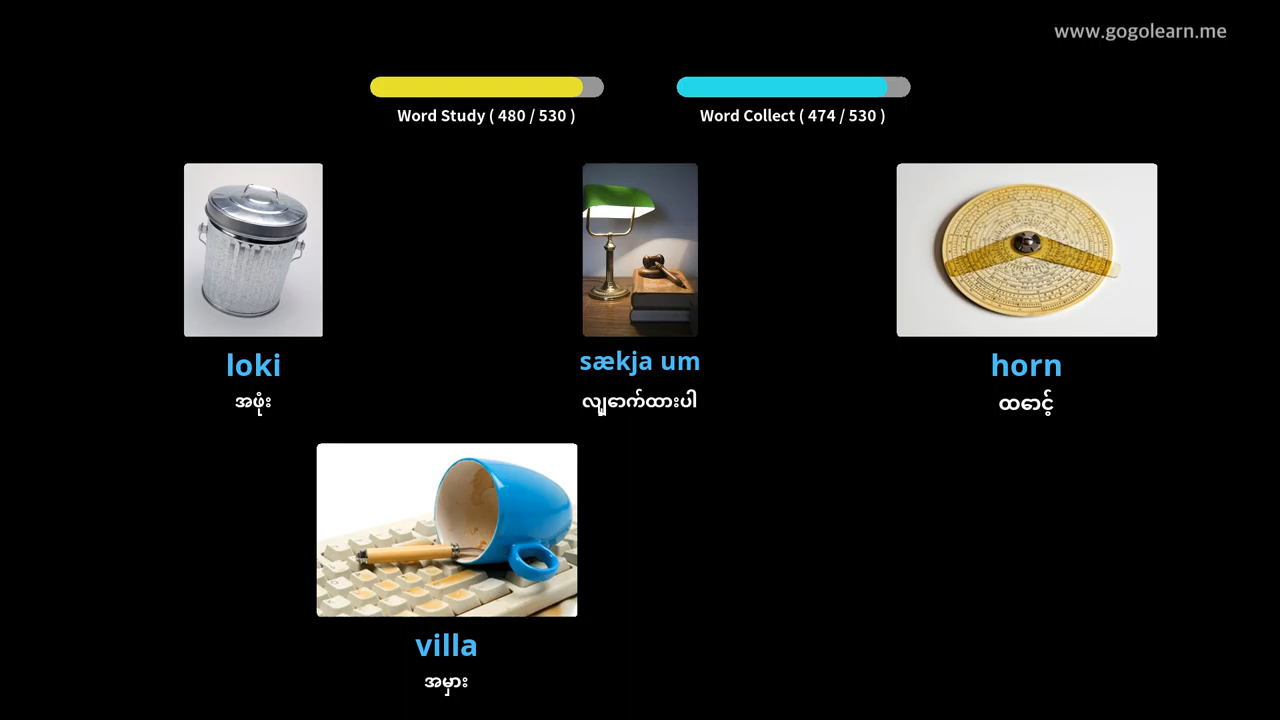 www.gogolearn.me
Word Study ( 480 / 530 )
Word Collect ( 474 / 530 )
loki
အဖုံး
sækja um
လျှောက်ထားပါ
horn
ထောင့်
villa
အမှား